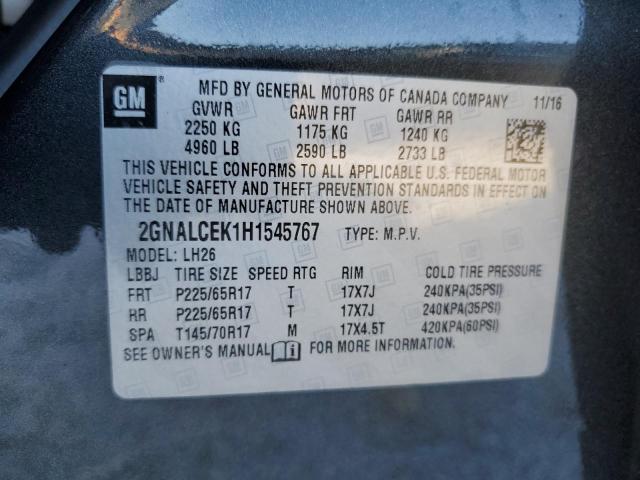 GM ® MFD BY GENERAL MOTORS OF CANADA COMPANY 11/16
GVWR GAWR FRT GAWR RR
2250 KG 1175 KG 1240 KG
4960 LB 2590 LB 2733 LB
THIS VEHICLE CONFORMS TO ALL APPLICABLE U.S. FEDERAL MOTOR
VEHICLE SAFETY AND THEFT PREVENTION STANDARDS IN EFFECT ON
THE DATE OF MANUFACTURE SHOWN ABOVE.
2GNALCEK1H1545767 TYPE: M.P.V.
MODEL: LH26
LBBJ TIRE SIZE SPEED RTG RIM COLD TIRE PRESSURE
FRT P225/65R17 T 17X7J 240KPA(35PSI)
RR P225/65R17 T 17X7J 240KPA(35PSI)
SPA T145/70R17 M 17X4.5T 420KPA(60PSI)
SEE OWNER'S MANUAL FOR MORE INFORMATION.